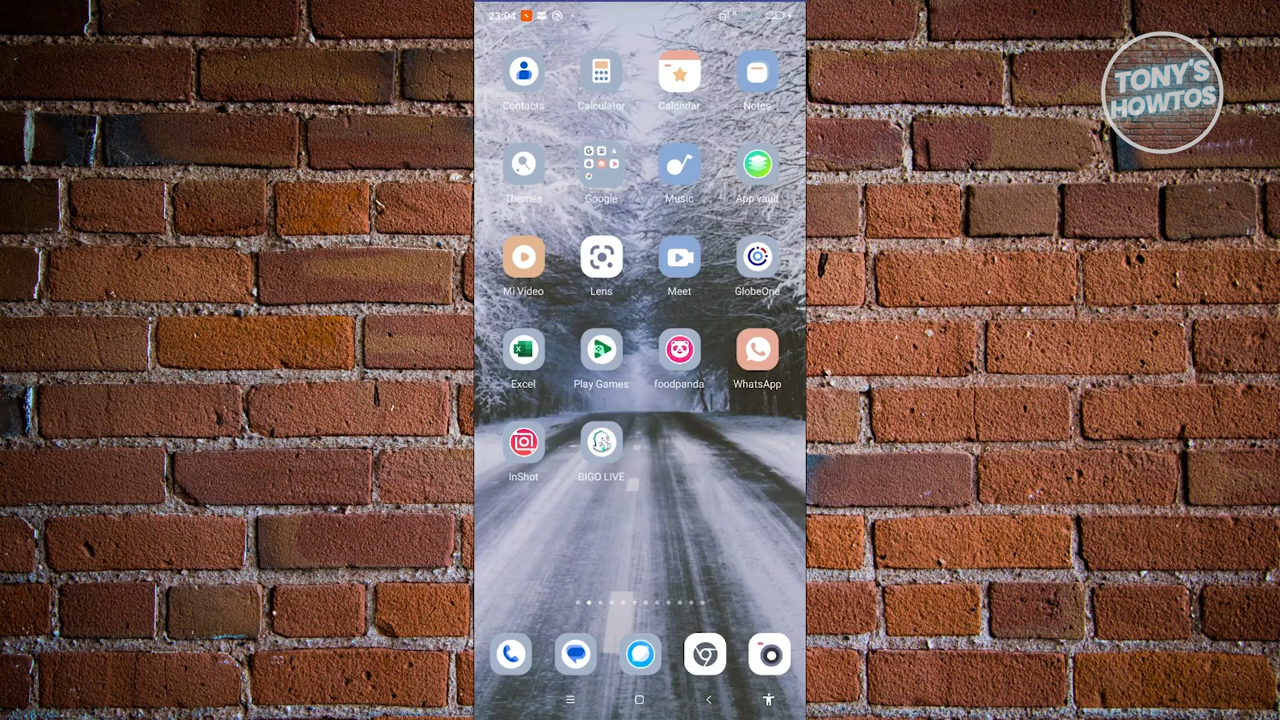 23:04
TONY'S
HOWTOS
Contacts
Calculator
Calendar
Notes
Themes
Google
Music
App vault
Mi Video
Lens
Meet
GlobeOne
Excel
Play Games
foodpanda
WhatsApp
InShot
BIGO LIVE